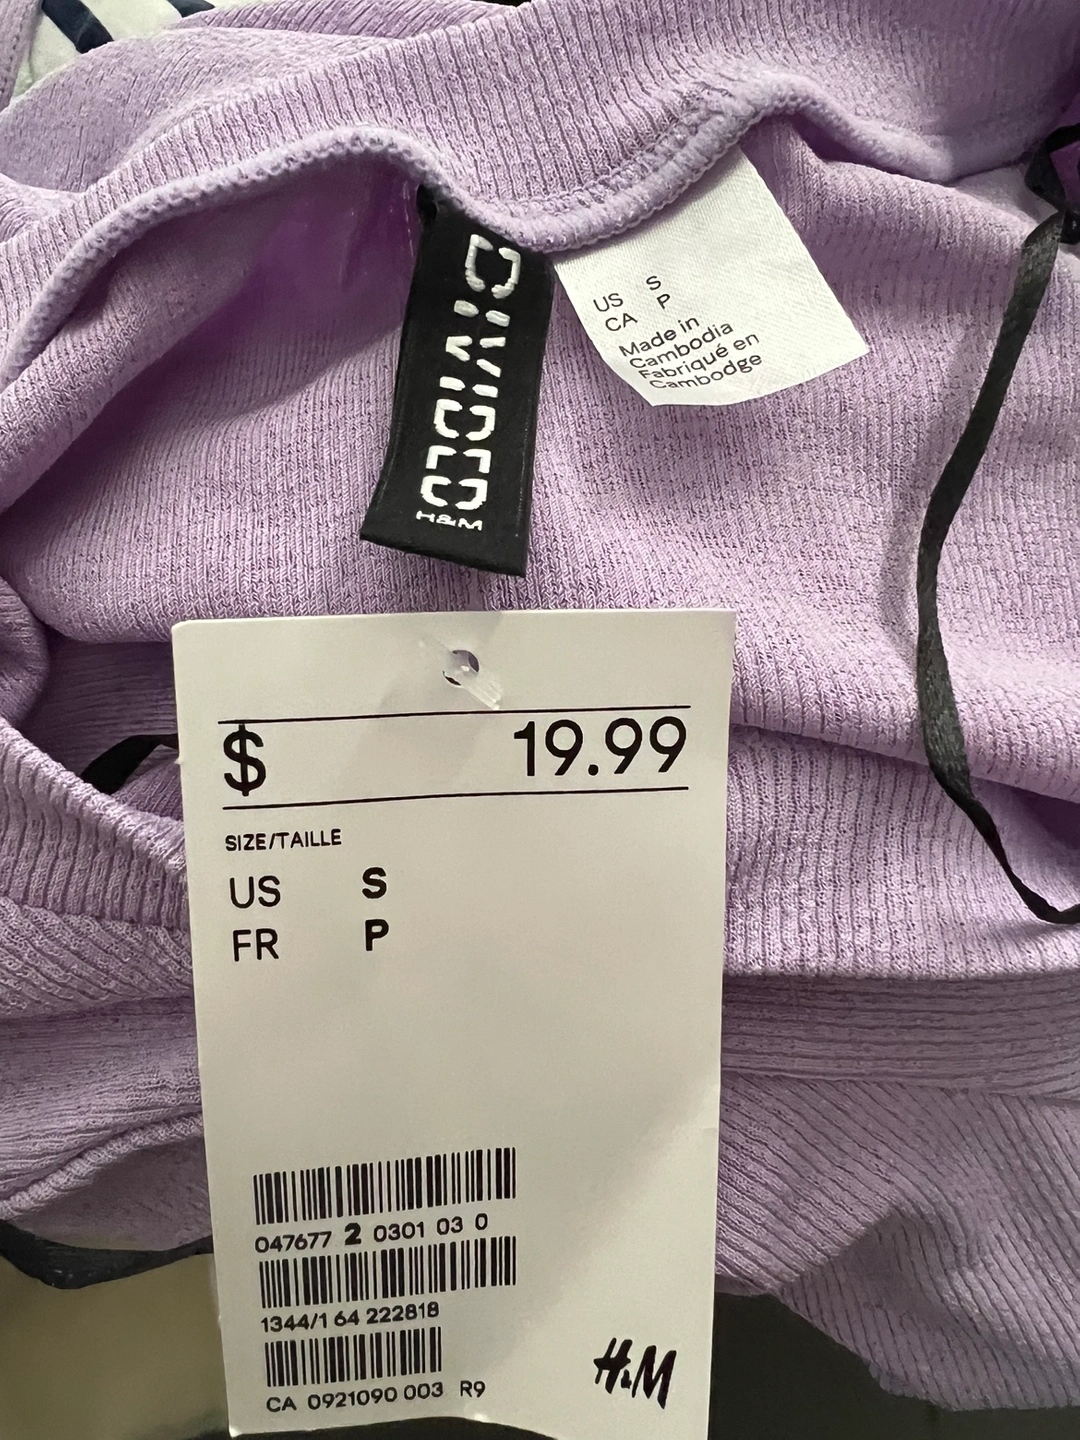 DIVIDED
H&M
US S
CA P
Made in
Cambodia
Fabriqué en
Cambodge
$ 19.99
SIZE/TAILLE
US S
FR P
047677 2 0301 03 0
1344/1 64 222818
CA 0921090 003 R9
H&M